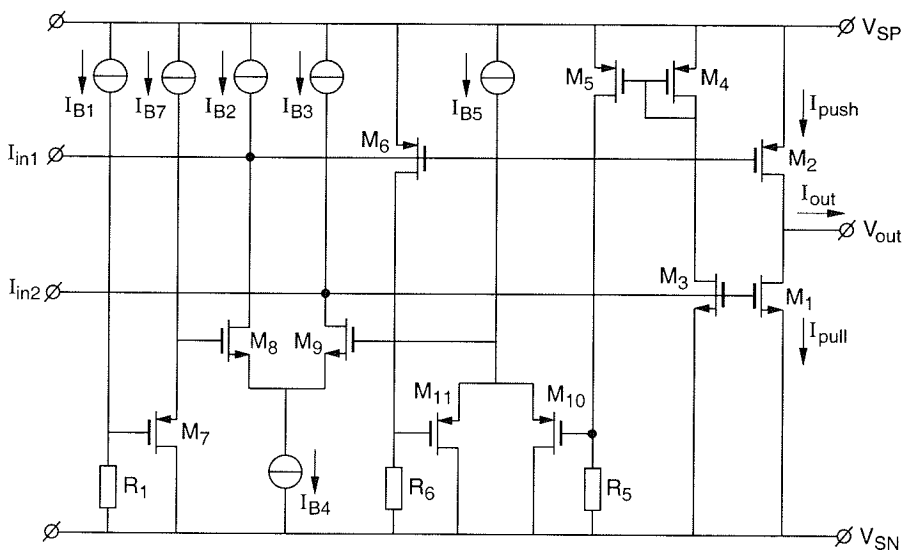 V_SP
M_5
M_4
I_B1
I_B7
I_B2
I_B3
I_B5
I_push
I_in1
M_6
M_2
I_out
V_out
I_in2
M_3
M_1
M_8
M_9
I_pull
M_11
M_10
M_7
R_1
I_B4
R_6
R_5
V_SN